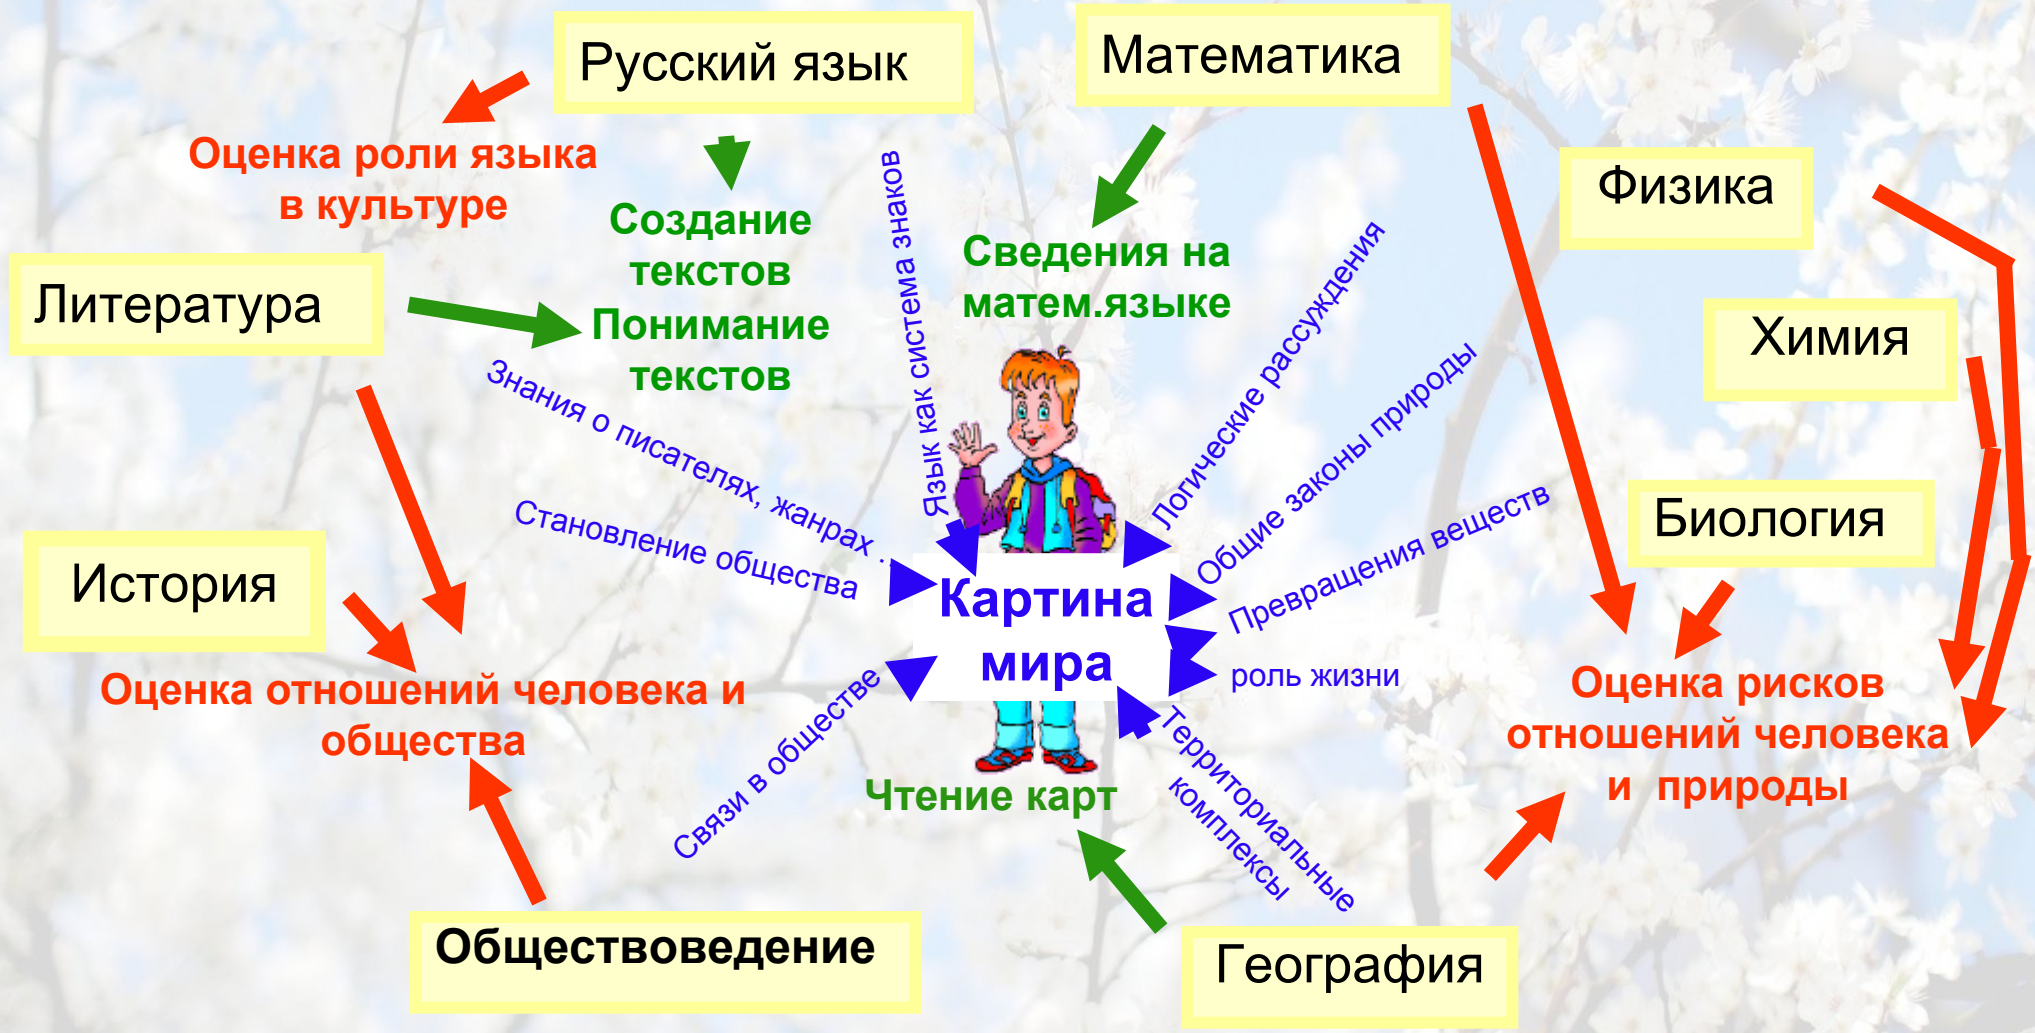 Русский язык
Математика
Оценка роли языка
в культуре
Физика
Создание
текстов
Понимание
текстов
Язык как система знаков
Сведения на
матем.языке
Логические рассуждения
Литература
Химия
Знания о писателях, жанрах ...
Общие законы природы
Становление общества
Превращения веществ
Биология
История
Картина
мира
роль жизни
Оценка отношений человека и
общества
Оценка рисков
отношений человека
и природы
Связи в обществе
Чтение карт
Территориальные
комплексы
Обществоведение
География